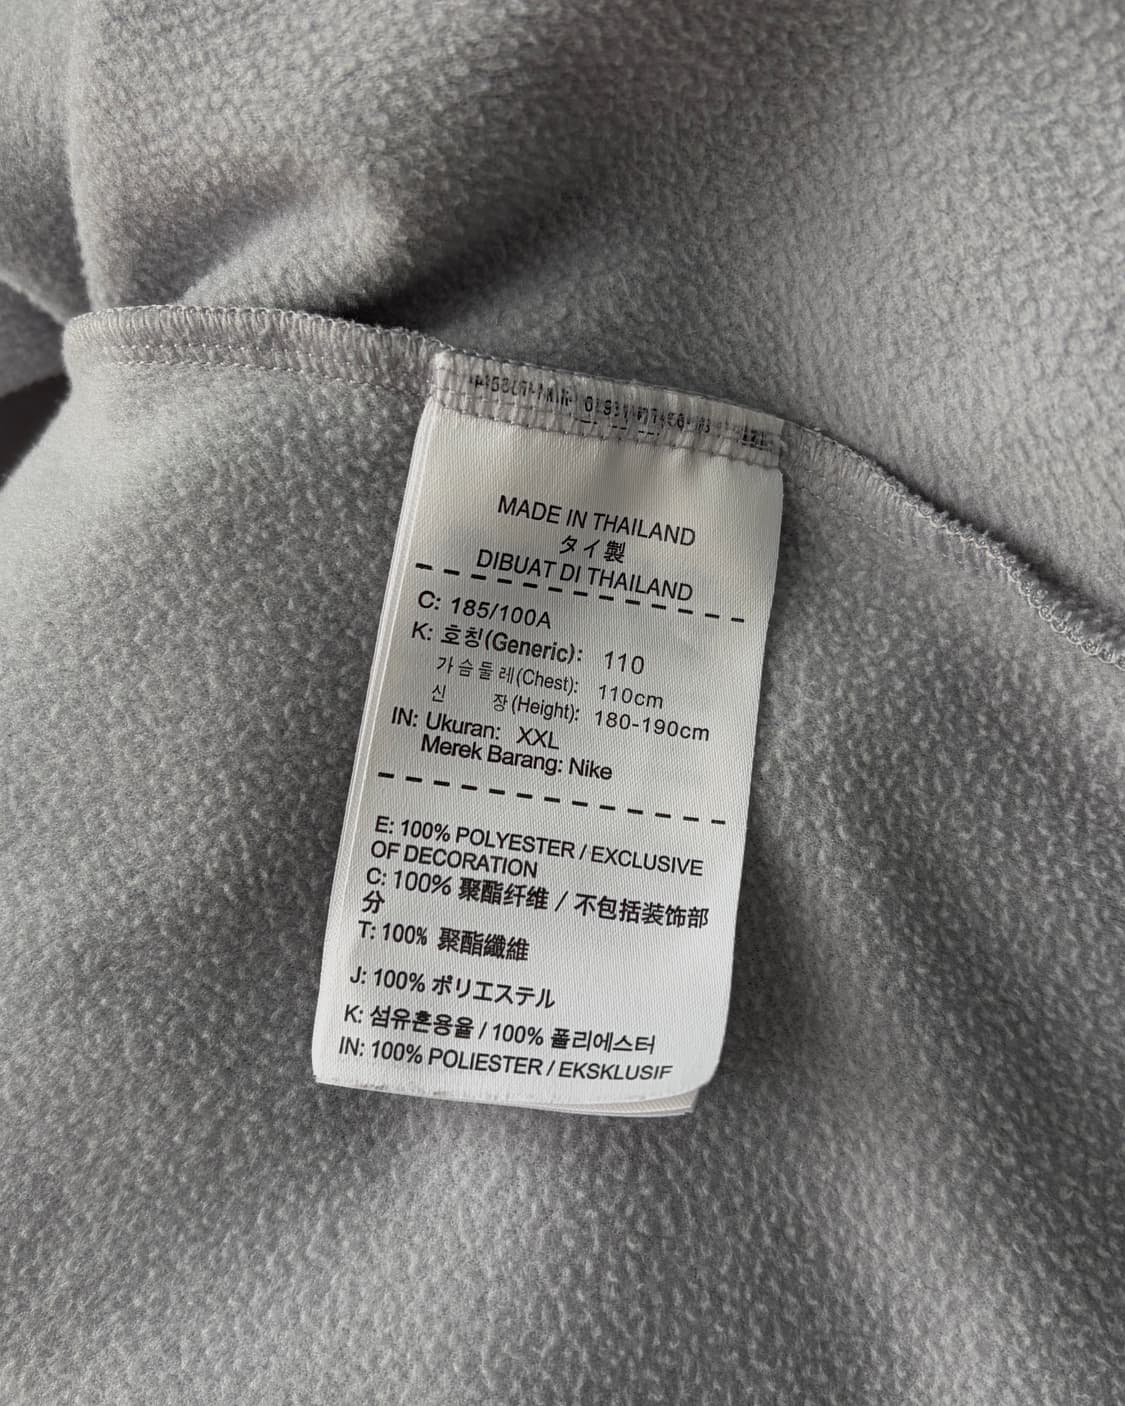 MADE IN THAILAND
タイ製
DIBUAT DI THAILAND
C: 185/100A
K: 호칭(Generic): 110
가슴둘레(Chest): 110cm
신 장(Height): 180-190cm
IN: Ukuran: XXL
Merek Barang: Nike
E: 100% POLYESTER / EXCLUSIVE
OF DECORATION
C: 100% 聚酯纤维 / 不包括装饰部
分
T: 100% 聚酯纖維
J: 100% ポリエステル
K: 섬유혼용율 / 100% 폴리에스터
IN: 100% POLIESTER / EKSKLUSIF